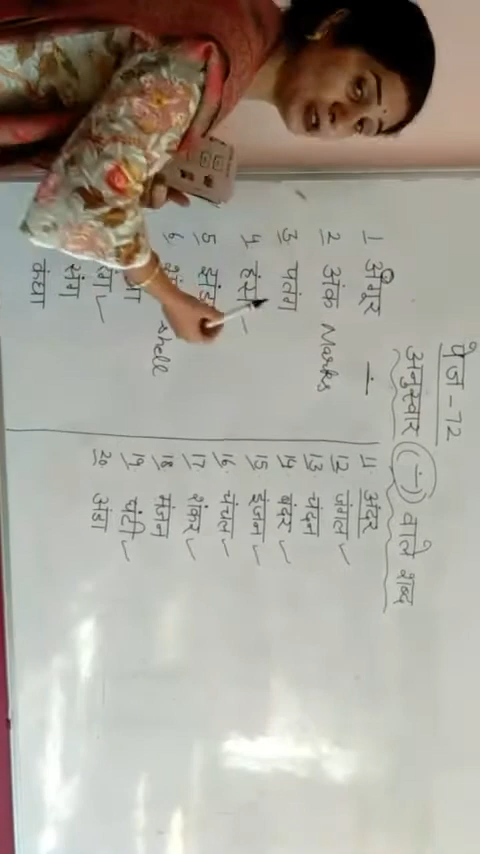 पेज - 72
अनुस्वार (ं) वाले शब्द
1 अंगूर
2 अंक Marks
3 पतंग
4 हंस
5 झंडा
6 shell
रंग ✓
संग
कंघा
11 अंदर
12 जंगल ✓
13 चंदन
14 बंदर ✓
15 इंजन ✓
16 चंचल ✓
17 शंकर ✓
18 मंजन
19 घंटी ✓
20 अंडा